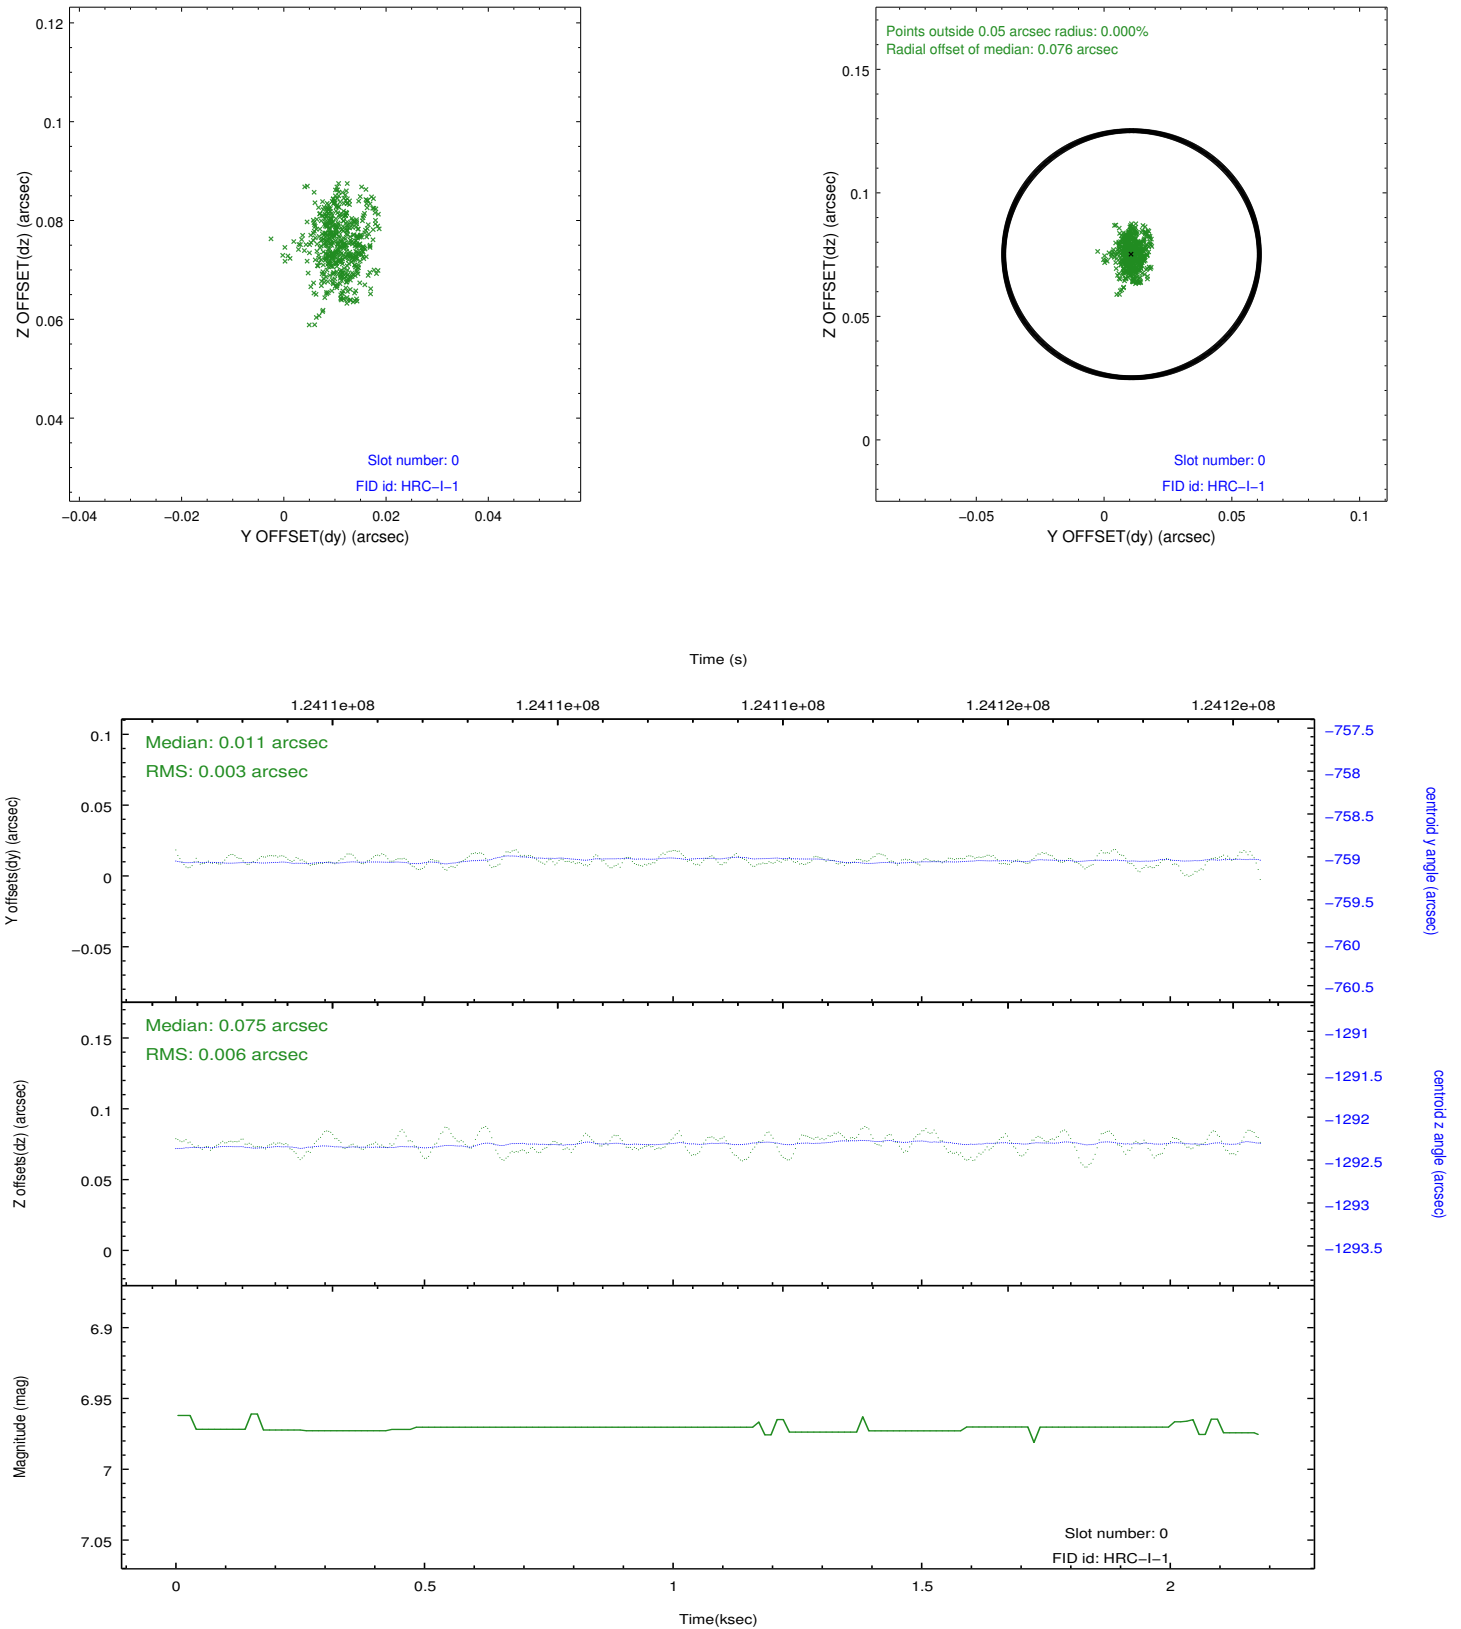 0.12
0.1
0.08
0.06
0.04
Z OFFSET(dz) (arcsec)
Slot number: 0
FID id: HRC−I−1
−0.04
−0.02
0
0.02
0.04
Y OFFSET(dy) (arcsec)
Points outside 0.05 arcsec radius: 0.000%
Radial offset of median: 0.076 arcsec
0.15
0.1
0.05
0
Z OFFSET(dz) (arcsec)
Slot number: 0
FID id: HRC−I−1
−0.05
0
0.05
0.1
Y OFFSET(dy) (arcsec)
Time (s)
1.2411e+08
1.2411e+08
1.2411e+08
1.2412e+08
1.2412e+08
Median: 0.011 arcsec
RMS: 0.003 arcsec
0.1
0.05
0
−0.05
Y offsets(dy) (arcsec)
−757.5
−758
−758.5
−759
−759.5
−760
−760.5
centroid y angle (arcsec)
Median: 0.075 arcsec
RMS: 0.006 arcsec
0.15
0.1
0.05
0
Z offsets(dz) (arcsec)
−1291
−1291.5
−1292
−1292.5
−1293
−1293.5
centroid z angle (arcsec)
6.9
6.95
7
7.05
Magnitude (mag)
Slot number: 0
FID id: HRC−I−1
0
0.5
1
1.5
2
Time(ksec)